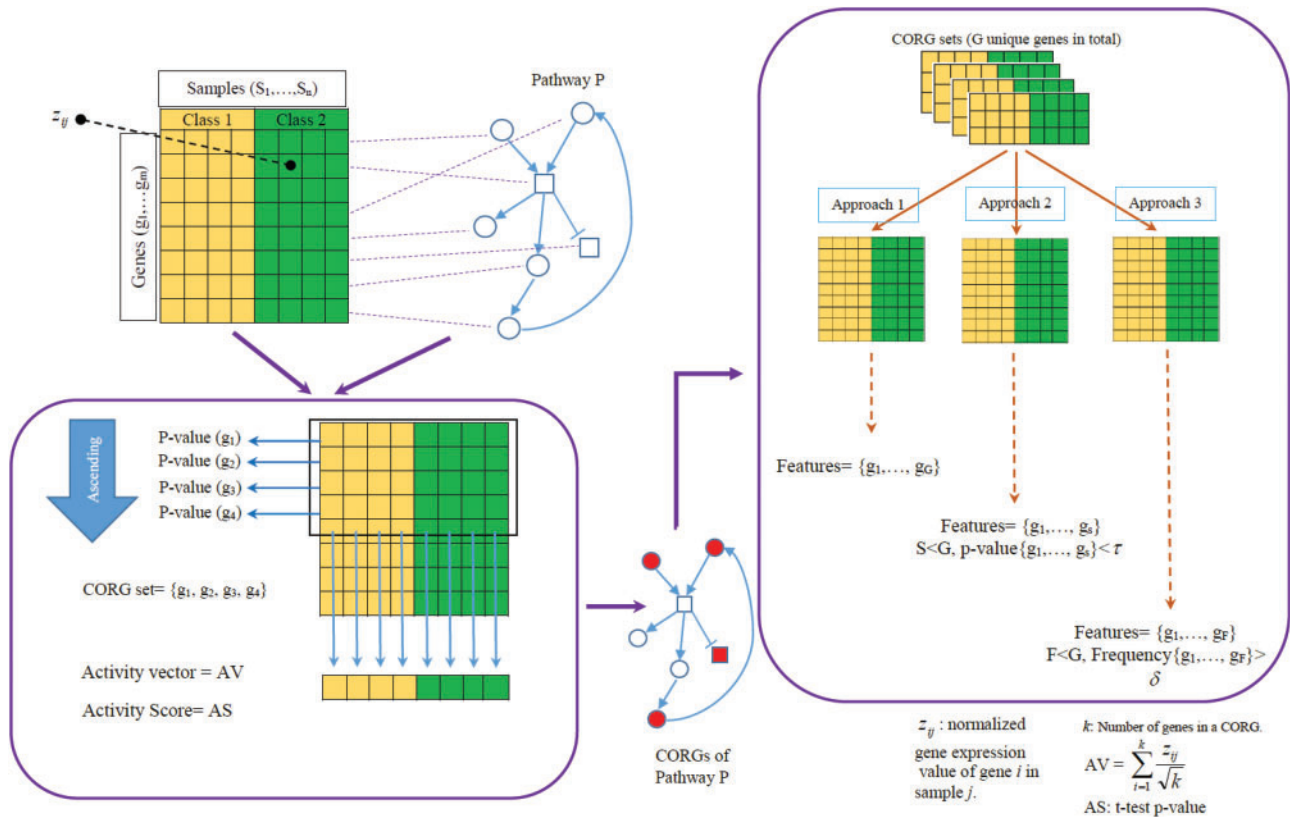 Samples (S1,…,Sn)
zij
Class 1
Class 2
Genes (g1,…gm)
Pathway P
Ascending
P-value (g1)
P-value (g2)
P-value (g3)
P-value (g4)
CORG set= {g1, g2, g3, g4}
Activity vector = AV
Activity Score= AS
CORGs of
Pathway P
CORG sets (G unique genes in total)
Approach 1
Approach 2
Approach 3
Features= {g1,…, gG}
Features= {g1,…, gs}
S<G, p-value{g1,…, gs}<τ
Features= {g1,…, gF}
F<G, Frequency{g1,…, gF}>
δ
zij : normalized
gene expression
value of gene i in
sample j.
k: Number of genes in a CORG.
AV = ∑_{i=1}^{k} zij/√k
AS: t-test p-value